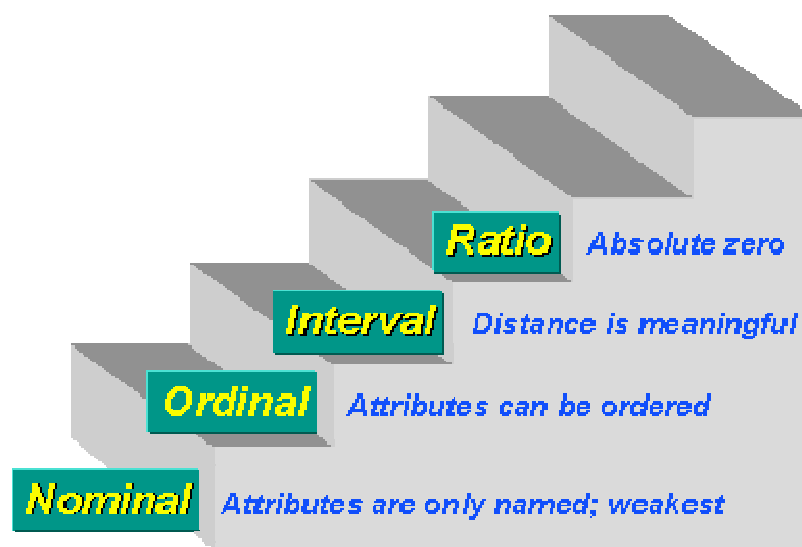 Ratio Absolute zero
Interval Distance is meaningful
Ordinal Attributes can be ordered
Nominal Attributes are only named; weakest